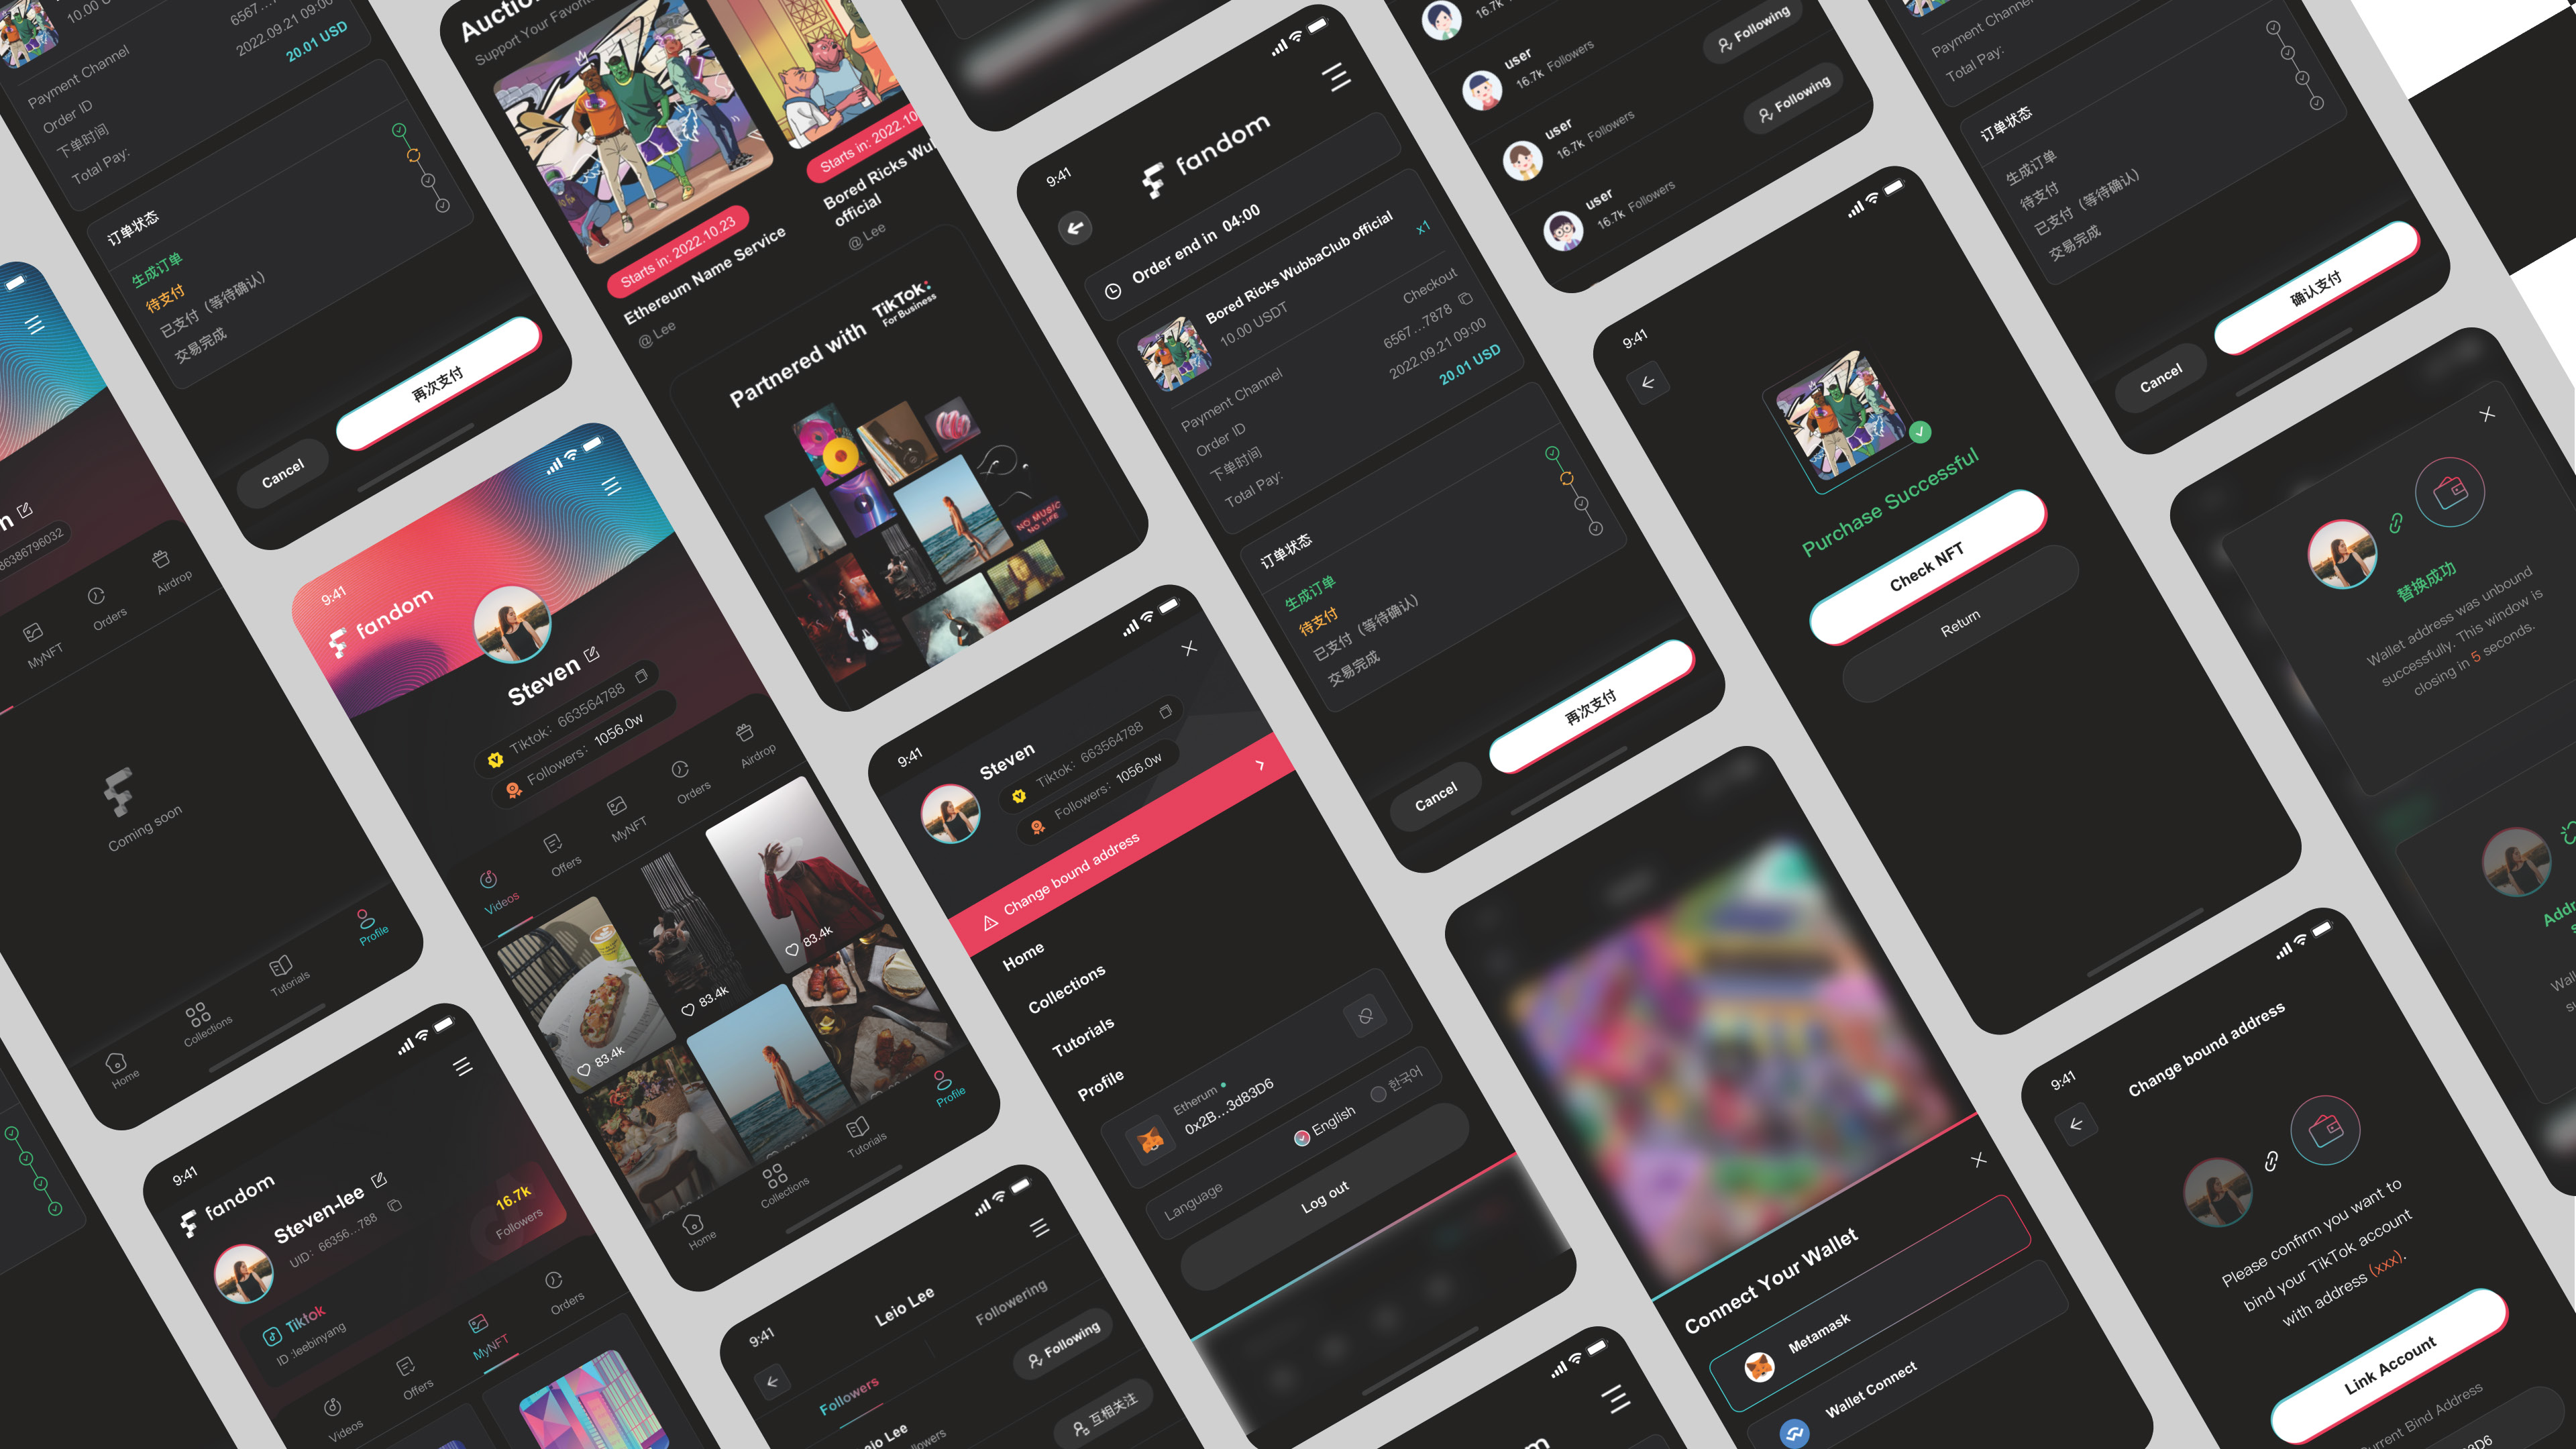 10.00 U
6567...7
Payment Channel
2022.09.21 09:00
Order ID
20.01 USD
下单时间
Total Pay:
订单状态
生成订单
待支付
已支付（等待确认）
交易完成
再次支付
Cancel
86386796032
MyNFT
Orders
Airdrop
Coming soon
Home
Collections
Tutorials
Profile
Support Your Favorite
Starts in: 2022.10.23
Ethereum Name Service
@ Lee
Starts in: 2022.10
Bored Ricks Wu
official
@ Lee
Partnered with TikTok:
For Business
NO MUSIC
NO LIFE
9:41
fandom
Steven
Tiktok: 663564788
Followers: 1056.0w
Videos
Offers
MyNFT
Orders
Airdrop
83.4k
83.4k
83.4k
Home
Collections
Tutorials
Profile
9:41
fandom
Steven-lee
UID: 66356...788
16.7k
Followers
Tiktok
ID :leebinyang
Videos
Offers
MyNFT
Orders
9:41
fandom
Order end in 04:00
Bored Ricks WubbaClub official
10.00 USDT
x1
Payment Channel
Checkout
Order ID
6567...7878
下单时间
2022.09.21 09:00
Total Pay:
20.01 USD
订单状态
生成订单
待支付
已支付（等待确认）
交易完成
Cancel
再次支付
9:41
Steven
Tiktok: 663564788
Followers: 1056.0w
Change bound address
Home
Collections
Tutorials
Profile
Etherum
0x2B...3d83D6
Language
English
한국어
Log out
9:41
Leio Lee
Followers
Followering
Following
Leio Lee
互相关注
16.7k
user
16.7k Followers
Following
user
16.7k Followers
Following
user
16.7k Followers
9:41
Purchase Successful
Check NFT
Return
Connect Your Wallet
Metamask
Wallet Connect
Payment Channel
Total Pay:
订单状态
生成订单
待支付
已支付（等待确认）
交易完成
Cancel
确认支付
替换成功
Wallet address was unbound
successfully. This window is
closing in 5 seconds.
9:41
Change bound address
Please confirm you want to
bind your TikTok account
with address (xxx).
Link Account
Bind Address